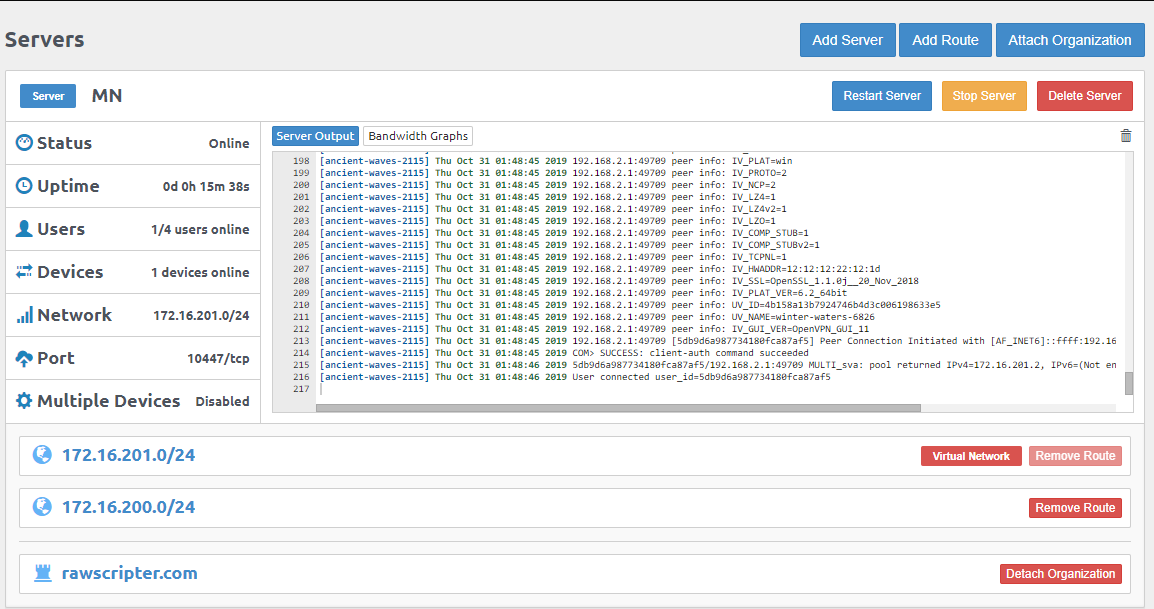 Servers
Add Server Add Route Attach Organization
Server MN
Restart Server Stop Server Delete Server
Status Online
Uptime 0d 0h 15m 38s
Users 1/4 users online
Devices 1 devices online
Network 172.16.201.0/24
Port 10447/tcp
Multiple Devices Disabled
Server Output Bandwidth Graphs
198 [ancient-waves-2115] Thu Oct 31 01:48:45 2019 192.168.2.1:49709 peer info: IV_PLAT=win
199 [ancient-waves-2115] Thu Oct 31 01:48:45 2019 192.168.2.1:49709 peer info: IV_PROTO=2
200 [ancient-waves-2115] Thu Oct 31 01:48:45 2019 192.168.2.1:49709 peer info: IV_NCP=2
201 [ancient-waves-2115] Thu Oct 31 01:48:45 2019 192.168.2.1:49709 peer info: IV_LZ4=1
202 [ancient-waves-2115] Thu Oct 31 01:48:45 2019 192.168.2.1:49709 peer info: IV_LZ4v2=1
203 [ancient-waves-2115] Thu Oct 31 01:48:45 2019 192.168.2.1:49709 peer info: IV_LZO=1
204 [ancient-waves-2115] Thu Oct 31 01:48:45 2019 192.168.2.1:49709 peer info: IV_COMP_STUB=1
205 [ancient-waves-2115] Thu Oct 31 01:48:45 2019 192.168.2.1:49709 peer info: IV_COMP_STUBv2=1
206 [ancient-waves-2115] Thu Oct 31 01:48:45 2019 192.168.2.1:49709 peer info: IV_TCPNL=1
207 [ancient-waves-2115] Thu Oct 31 01:48:45 2019 192.168.2.1:49709 peer info: IV_HWADDR=12:12:12:22:12:1d
208 [ancient-waves-2115] Thu Oct 31 01:48:45 2019 192.168.2.1:49709 peer info: IV_SSL=OpenSSL_1.1.0j__20_Nov_2018
209 [ancient-waves-2115] Thu Oct 31 01:48:45 2019 192.168.2.1:49709 peer info: IV_PLAT_VER=6.2_64bit
210 [ancient-waves-2115] Thu Oct 31 01:48:45 2019 192.168.2.1:49709 peer info: UV_ID=4b158a13b7924746b4d3c006198633e5
211 [ancient-waves-2115] Thu Oct 31 01:48:45 2019 192.168.2.1:49709 peer info: UV_NAME=winter-waters-6826
212 [ancient-waves-2115] Thu Oct 31 01:48:45 2019 192.168.2.1:49709 peer info: IV_GUI_VER=OpenVPN_GUI_11
213 [ancient-waves-2115] Thu Oct 31 01:48:45 2019 192.168.2.1:49709 [5db9d6a987734180fca87af5] Peer Connection Initiated with [AF_INET6]::ffff:192.16
214 [ancient-waves-2115] Thu Oct 31 01:48:46 2019 COM> SUCCESS: client-auth command succeeded
215 [ancient-waves-2115] Thu Oct 31 01:48:46 2019 5db9d6a987734180fca87af5/192.168.2.1:49709 MULTI_sva: pool returned IPv4=172.16.201.2, IPv6=(Not en
216 [ancient-waves-2115] Thu Oct 31 01:48:46 2019 User connected user_id=5db9d6a987734180fca87af5
217
172.16.201.0/24 Virtual Network Remove Route
172.16.200.0/24 Remove Route
rawscripter.com Detach Organization